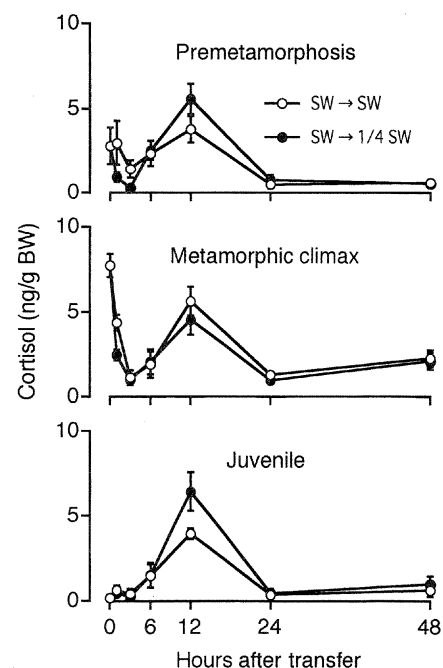 10
Premetamorphosis
SW → SW
5
SW → 1/4 SW
0
10
Metamorphic climax
5
0
10
Juvenile
5
0
Cortisol (ng/g BW)
0 6 12 24 48
Hours after transfer